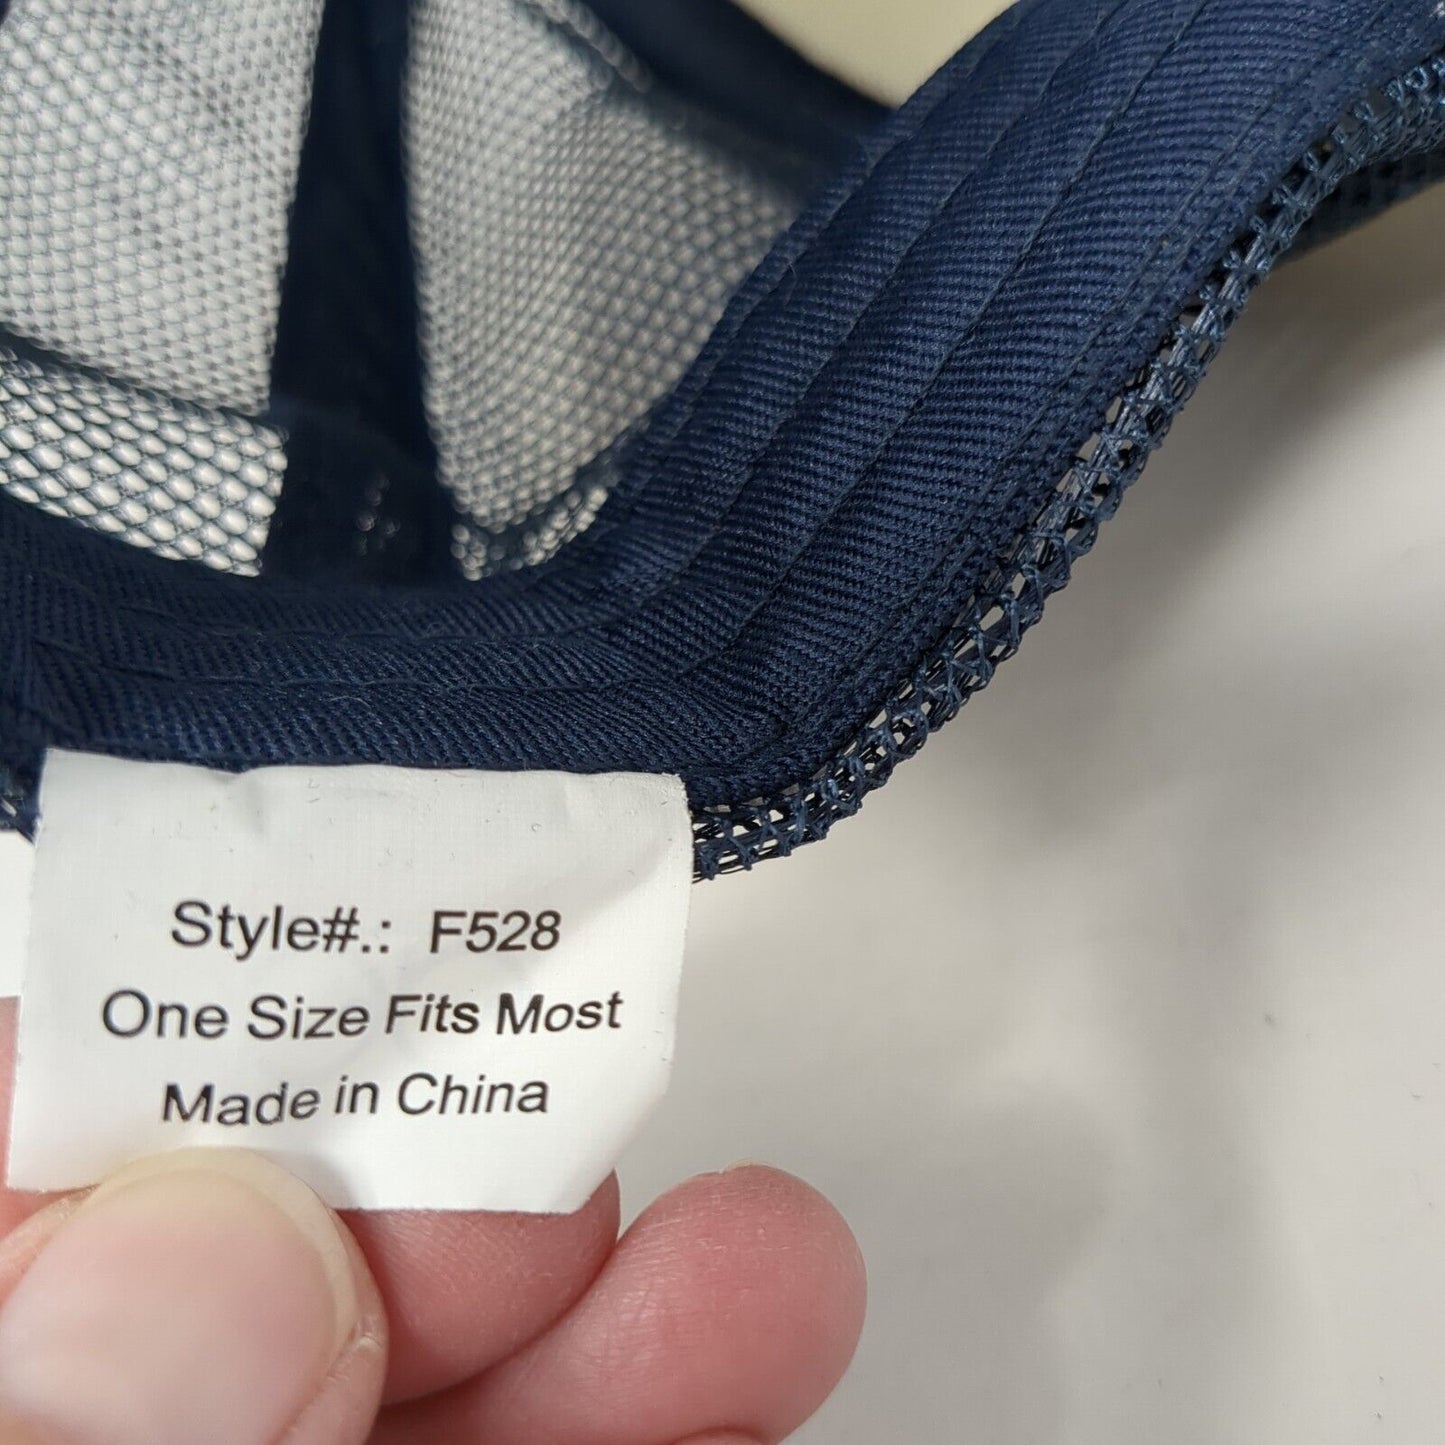 Style#.: F528
One Size Fits Most
Made in China